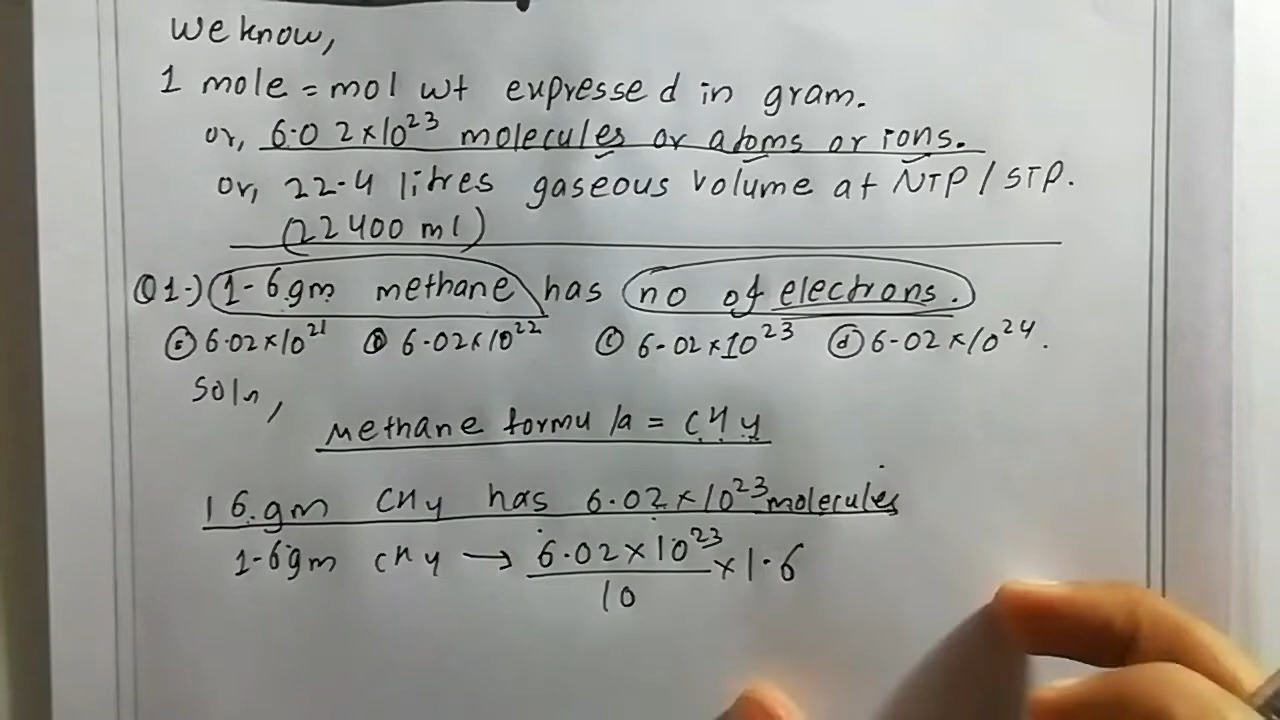 We know,
1 mole = mol wt expressed in gram.
or, 6.02×10²³ molecules or atoms or ions.
or, 22.4 litres gaseous volume at NTP / STP.
(22400 ml)
Q1.) 1.6gm methane has no of electrons.
ⓐ 6.02×10²¹ ⓑ 6.02×10²² ⓒ 6.02×10²³ ⓓ 6.02×10²⁴.
Soln,
Methane formula = CH4
16.gm CH4 has 6.02×10²³ molecules
1.6gm CH4 → 6.02×10²³ × 1.6
10